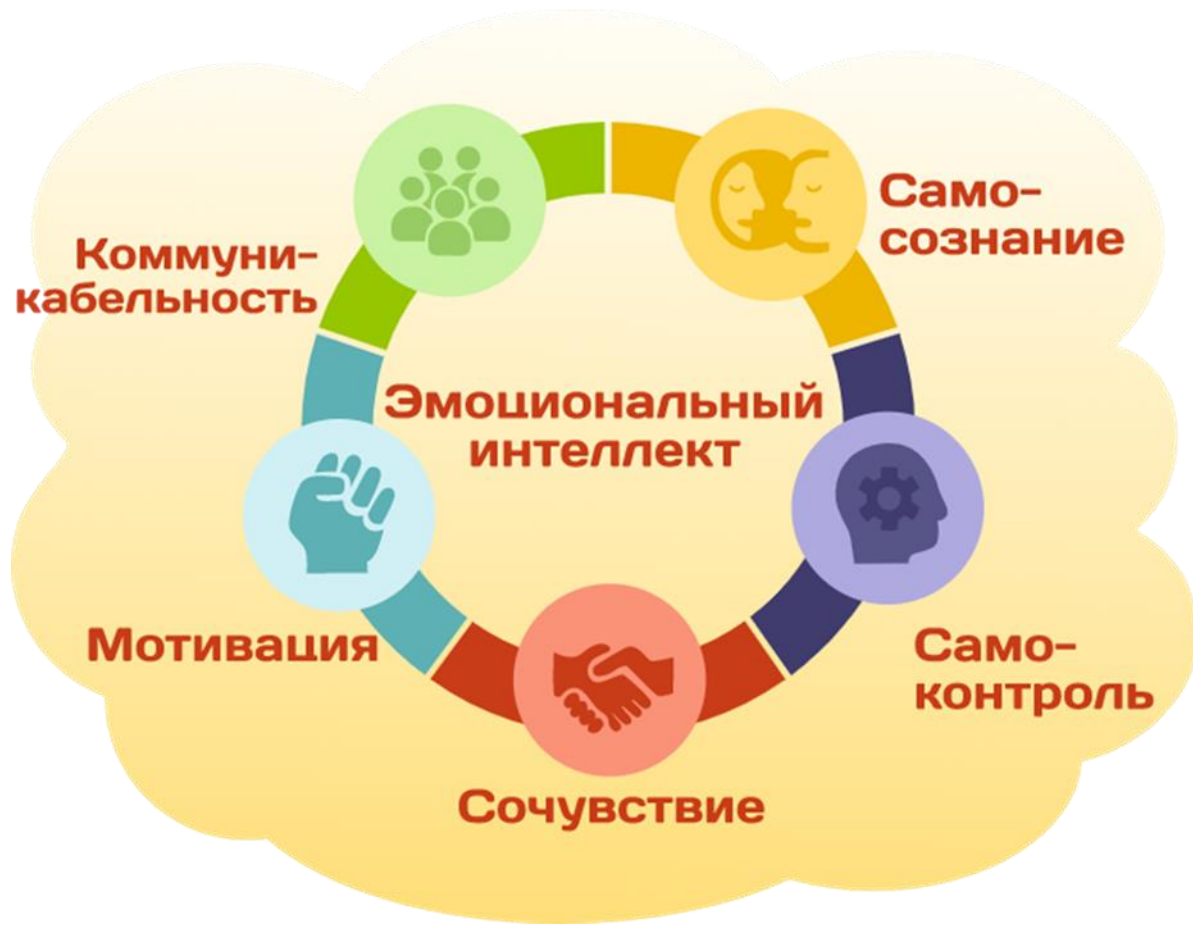 Само-
сознание
Коммуни-
кабельность
Эмоциональный
интеллект
Мотивация
Само-
контроль
Сочувствие